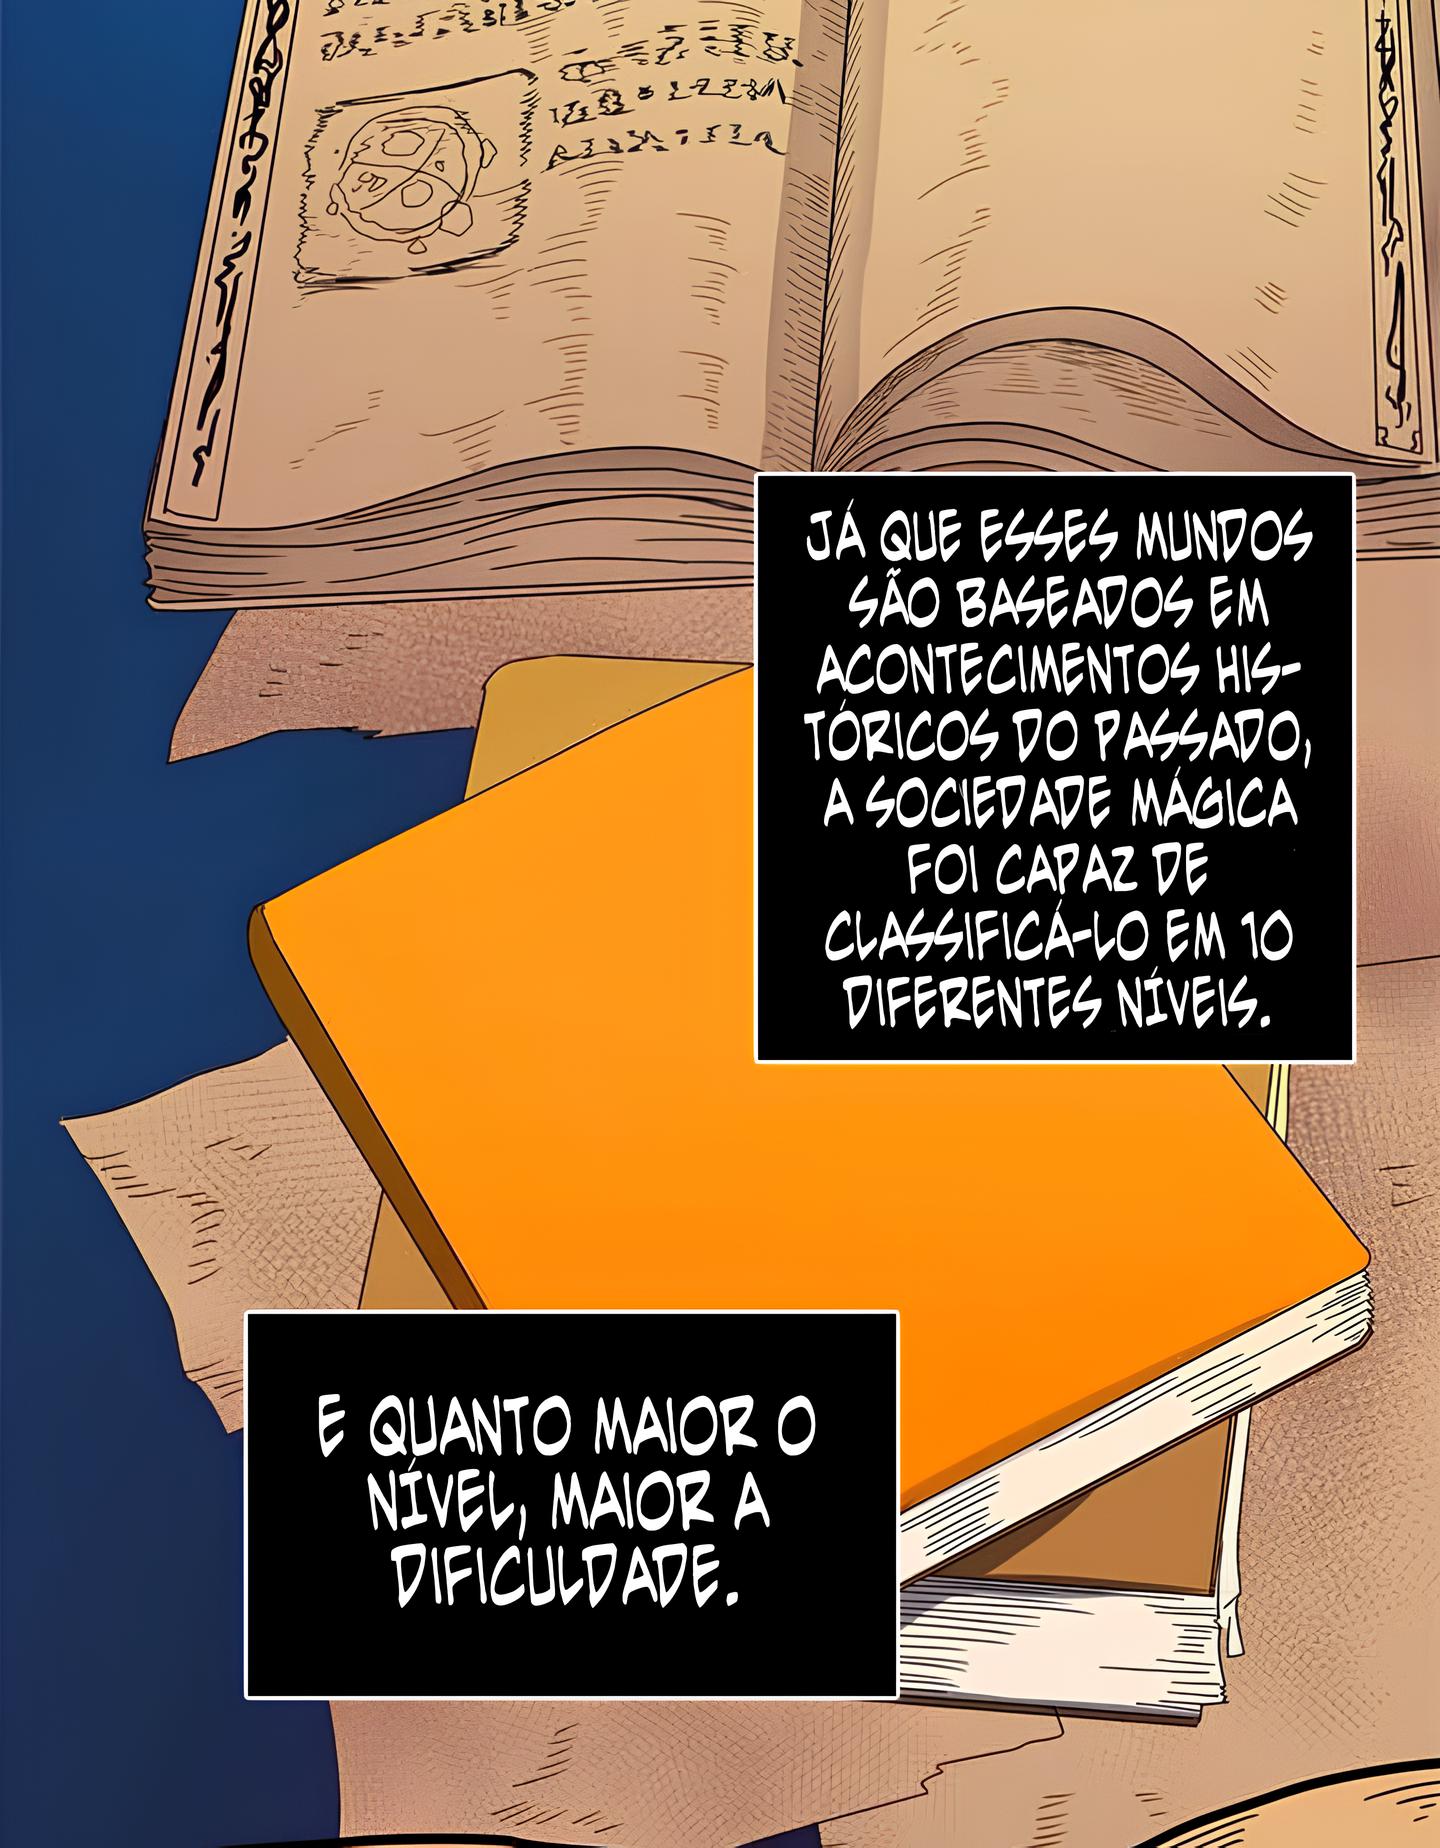 JÁ QUE ESSES MUNDOS
SÃO BASEADOS EM
ACONTECIMENTOS HIS-
TÓRICOS DO PASSADO,
A SOCIEDADE MÁGICA
FOI CAPAZ DE
CLASSIFICÁ-LO EM 10
DIFERENTES NÍVEIS.
E QUANTO MAIOR O
NÍVEL, MAIOR A
DIFICULDADE.